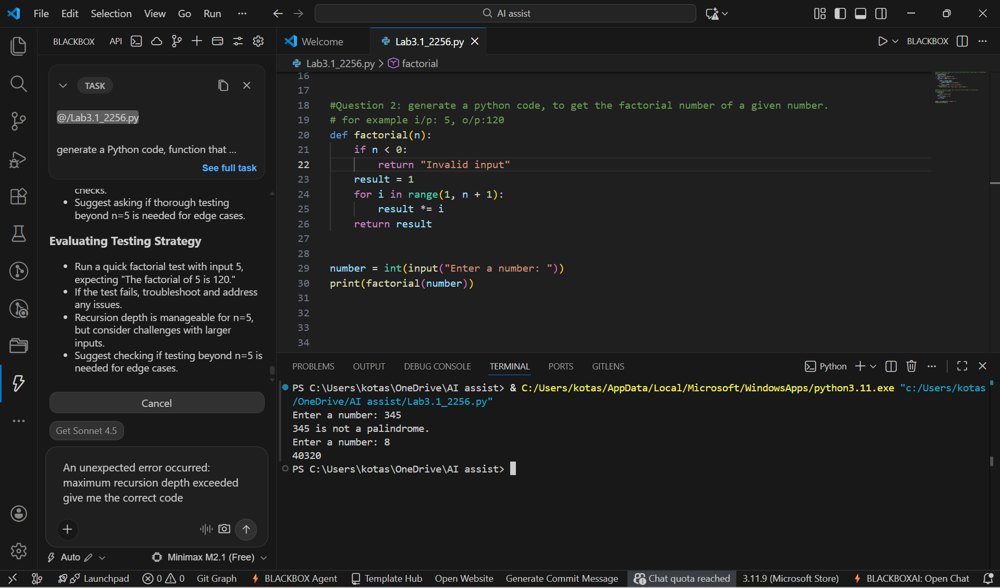 File Edit Selection View Go Run ···
AI assist
BLACKBOX API
TASK
@/Lab3.1_2256.py
generate a Python code, function that ...
See full task
checks.
• Suggest asking if thorough testing
beyond n=5 is needed for edge cases.
Evaluating Testing Strategy
• Run a quick factorial test with input 5,
expecting "The factorial of 5 is 120."
• If the test fails, troubleshoot and address
any issues.
• Recursion depth is manageable for n=5,
but consider challenges with larger
inputs.
• Suggest checking if testing beyond n=5 is
needed for edge cases.
Cancel
Get Sonnet 4.5
An unexpected error occurred:
maximum recursion depth exceeded
give me the correct code
Auto
Minimax M2.1 (Free)
Welcome
Lab3.1_2256.py
BLACKBOX
Lab3.1_2256.py > factorial
16
17
18 #Question 2: generate a python code, to get the factorial number of a given number.
19 # for example i/p: 5, o/p:120
20 def factorial(n):
21 if n < 0:
22 return "Invalid input"
23 result = 1
24 for i in range(1, n + 1):
25 result *= i
26 return result
27
28
29 number = int(input("Enter a number: "))
30 print(factorial(number))
31
32
33
34
PROBLEMS OUTPUT DEBUG CONSOLE TERMINAL PORTS GITLENS
Python
PS C:\Users\kotas\OneDrive\AI assist> & C:/Users/kotas/AppData/Local/Microsoft/WindowsApps/python3.11.exe "c:/Users/kotas
/OneDrive/AI assist/Lab3.1_2256.py"
Enter a number: 345
345 is not a palindrome.
Enter a number: 8
40320
PS C:\Users\kotas\OneDrive\AI assist>
Launchpad 0 0 Git Graph BLACKBOX Agent Template Hub Open Website Generate Commit Message Chat quota reached 3.11.9 (Microsoft Store) BLACKBOXAI: Open Chat